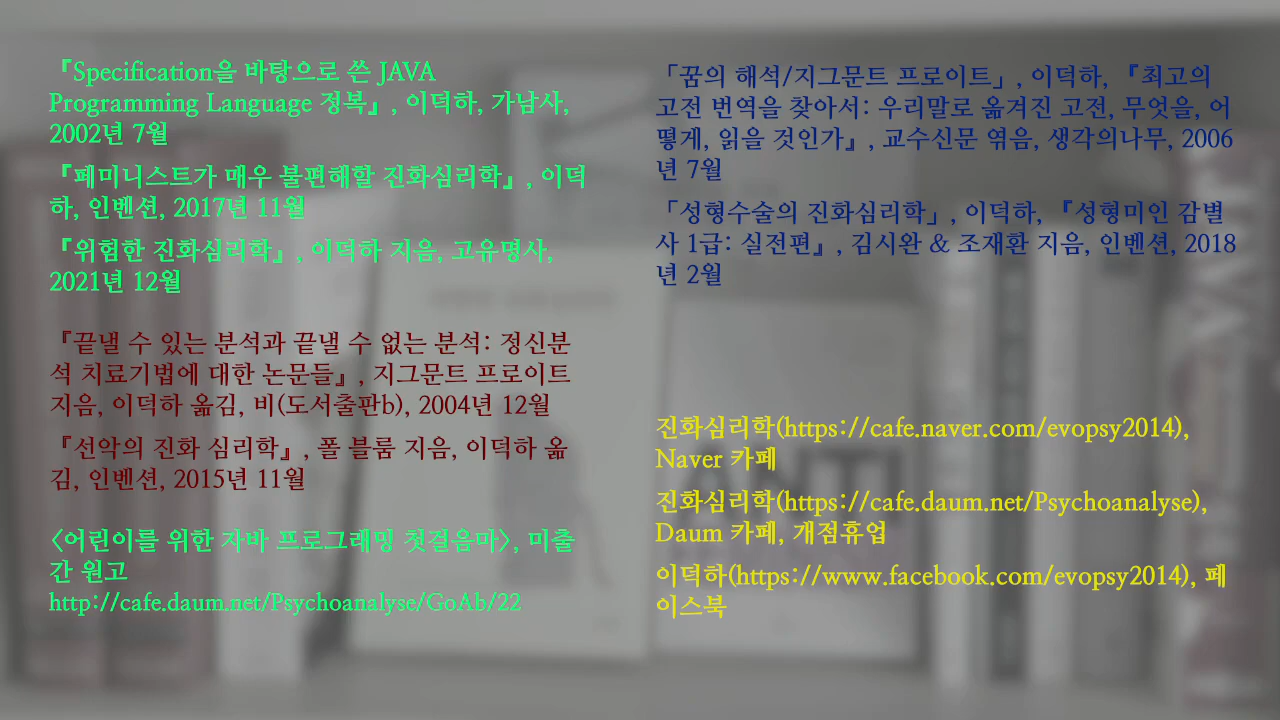 『Specification을 바탕으로 쓴 JAVA
Programming Language 정복』, 이덕하, 가남사,
2002년 7월
『페미니스트가 매우 불편해할 진화심리학』, 이덕
하, 인벤션, 2017년 11월
『위험한 진화심리학』, 이덕하 지음, 고유명사,
2021년 12월
『끝낼 수 있는 분석과 끝낼 수 없는 분석: 정신분
석 치료기법에 대한 논문들』, 지그문트 프로이트
지음, 이덕하 옮김, 비(도서출판b), 2004년 12월
『선악의 진화 심리학』, 폴 블룸 지음, 이덕하 옮
김, 인벤션, 2015년 11월
<어린이를 위한 자바 프로그래밍 첫걸음마>, 미출
간 원고
http://cafe.daum.net/Psychoanalyse/GoAb/22
「꿈의 해석/지그문트 프로이트」, 이덕하, 『최고의
고전 번역을 찾아서: 우리말로 옮겨진 고전, 무엇을, 어
떻게, 읽을 것인가』, 교수신문 엮음, 생각의나무, 2006
년 7월
「성형수술의 진화심리학」, 이덕하, 『성형미인 감별
사 1급: 실전편』, 김시완 & 조재환 지음, 인벤션, 2018
년 2월
진화심리학(https://cafe.naver.com/evopsy2014),
Naver 카페
진화심리학(https://cafe.daum.net/Psychoanalyse),
Daum 카페, 개점휴업
이덕하(https://www.facebook.com/evopsy2014), 페
이스북